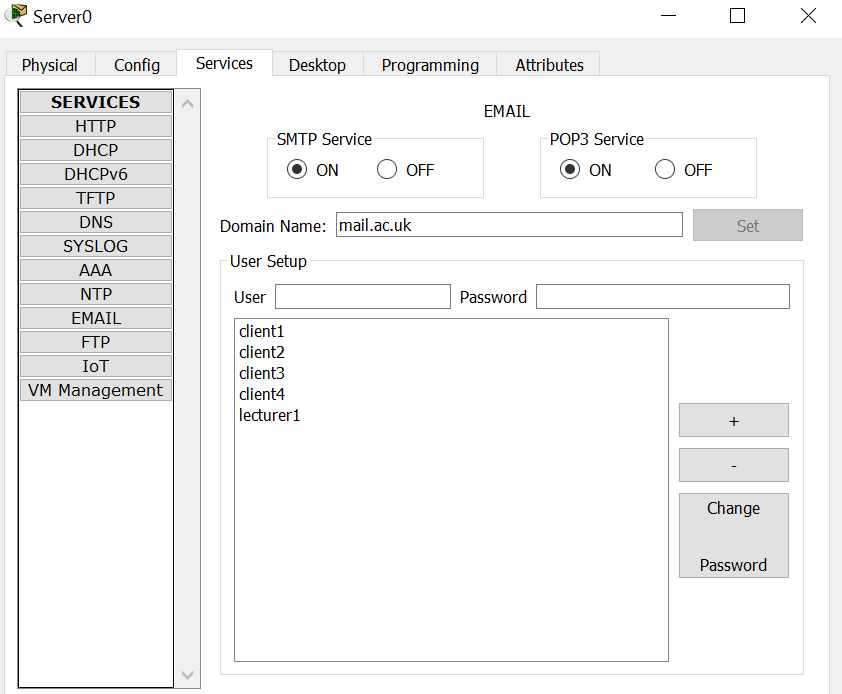 Server0
Physical Config Services Desktop Programming Attributes
SERVICES
HTTP
DHCP
DHCPv6
TFTP
DNS
SYSLOG
AAA
NTP
EMAIL
FTP
IoT
VM Management
EMAIL
SMTP Service
ON OFF
POP3 Service
ON OFF
Domain Name: mail.ac.uk Set
User Setup
User Password
client1
client2
client3
client4
lecturer1
+
-
Change
Password